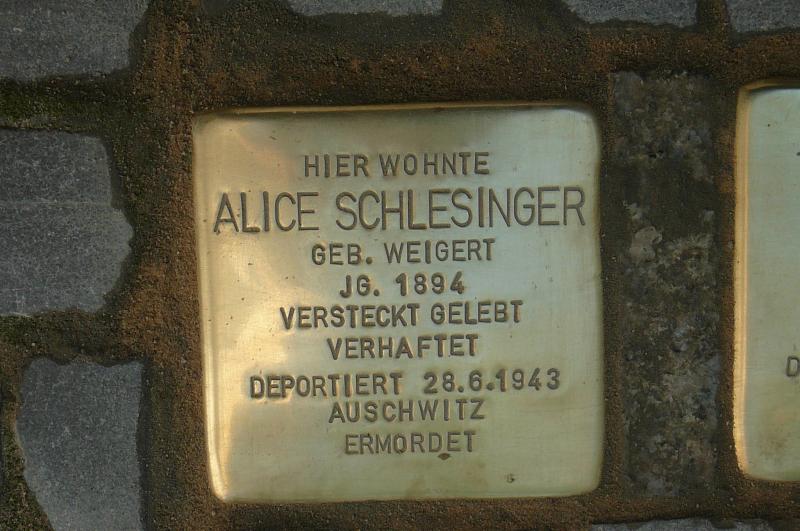 HIER WOHNTE
ALICE SCHLESINGER
GEB. WEIGERT
JG. 1894
VERSTECKT GELEBT
VERHAFTET
DEPORTIERT 28.6.1943
AUSCHWITZ
ERMORDET
D